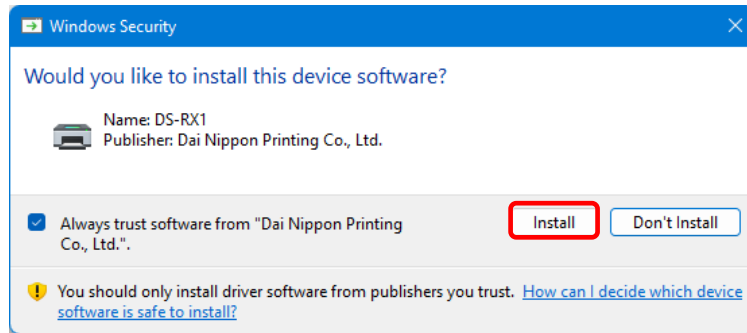 Windows Security
Would you like to install this device software?
Name: DS-RX1
Publisher: Dai Nippon Printing Co., Ltd.
Always trust software from "Dai Nippon Printing
Co., Ltd.".
Install
Don't Install
You should only install driver software from publishers you trust. How can I decide which device
software is safe to install?